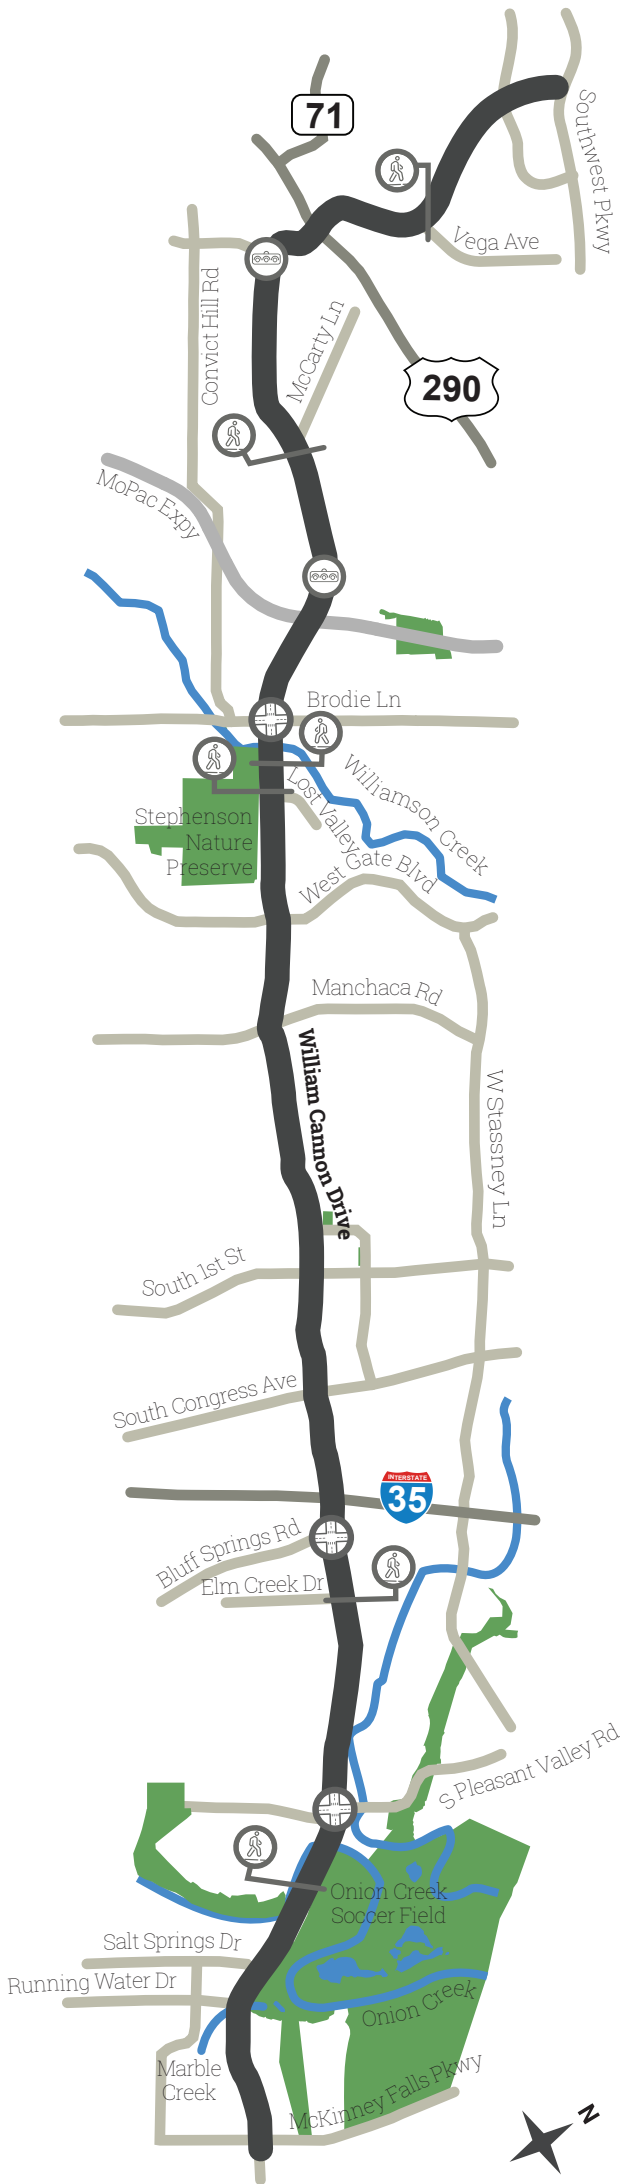 71
Southwest Pkwy
Vega Ave
Convict Hill Rd
McCarty Ln
290
MoPac Expy
Brodie Ln
Williamson Creek
Lost Valley
Stephenson
Nature
Preserve
West Gate Blvd
Manchaca Rd
William Cannon Drive
W Stassney Ln
South 1st St
South Congress Ave
INTERSTATE
35
Bluff Springs Rd
Elm Creek Dr
S Pleasant Valley Rd
Onion Creek
Soccer Field
Salt Springs Dr
Running Water Dr
Onion Creek
Marble
Creek
McKinney Falls Pkwy
N